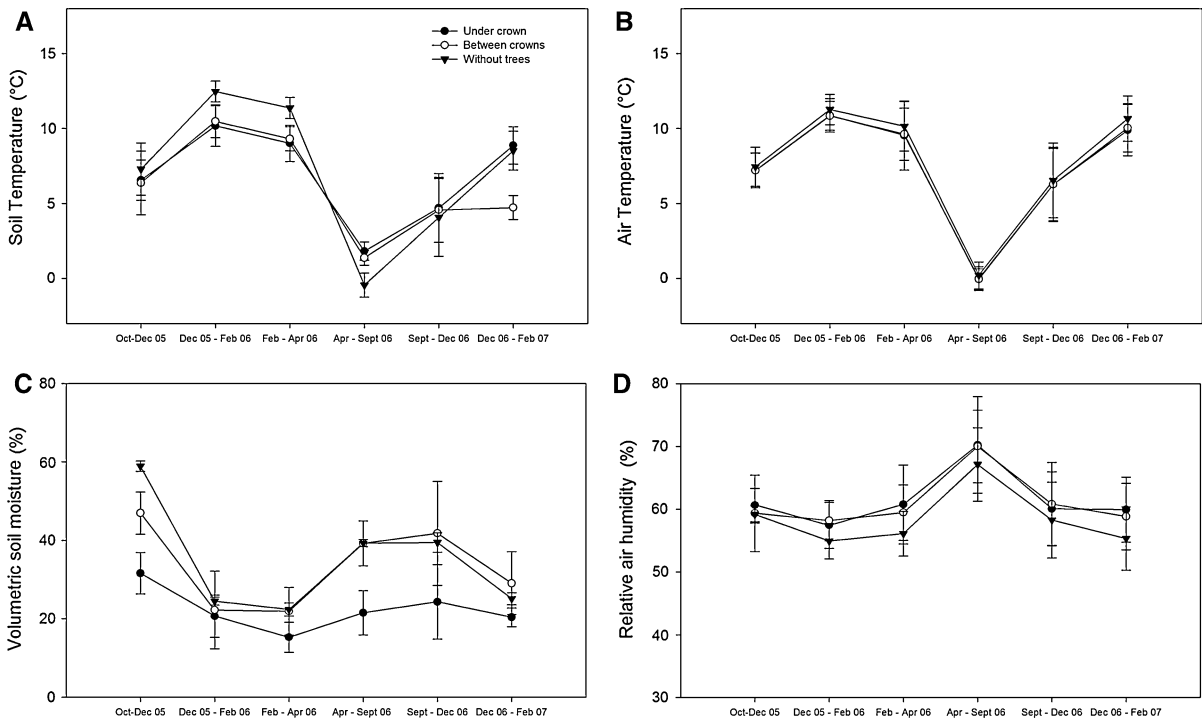 A
Soil Temperature (°C)
15
10
5
0
Under crown
Between crowns
Without trees
Oct-Dec 05 Dec 05 - Feb 06 Feb - Apr 06 Apr - Sept 06 Sept - Dec 06 Dec 06 - Feb 07
B
Air Temperature (°C)
15
10
5
0
Oct-Dec 05 Dec 05 - Feb 06 Feb - Apr 06 Apr - Sept 06 Sept - Dec 06 Dec 06 - Feb 07
C
Volumetric soil moisture (%)
80
60
40
20
0
Oct-Dec 05 Dec 05 - Feb 06 Feb - Apr 06 Apr - Sept 06 Sept - Dec 06 Dec 06 - Feb 07
D
Relative air humidity (%)
80
70
60
50
40
30
Oct-Dec 05 Dec 05 - Feb 06 Feb - Apr 06 Apr - Sept 06 Sept - Dec 06 Dec 06 - Feb 07